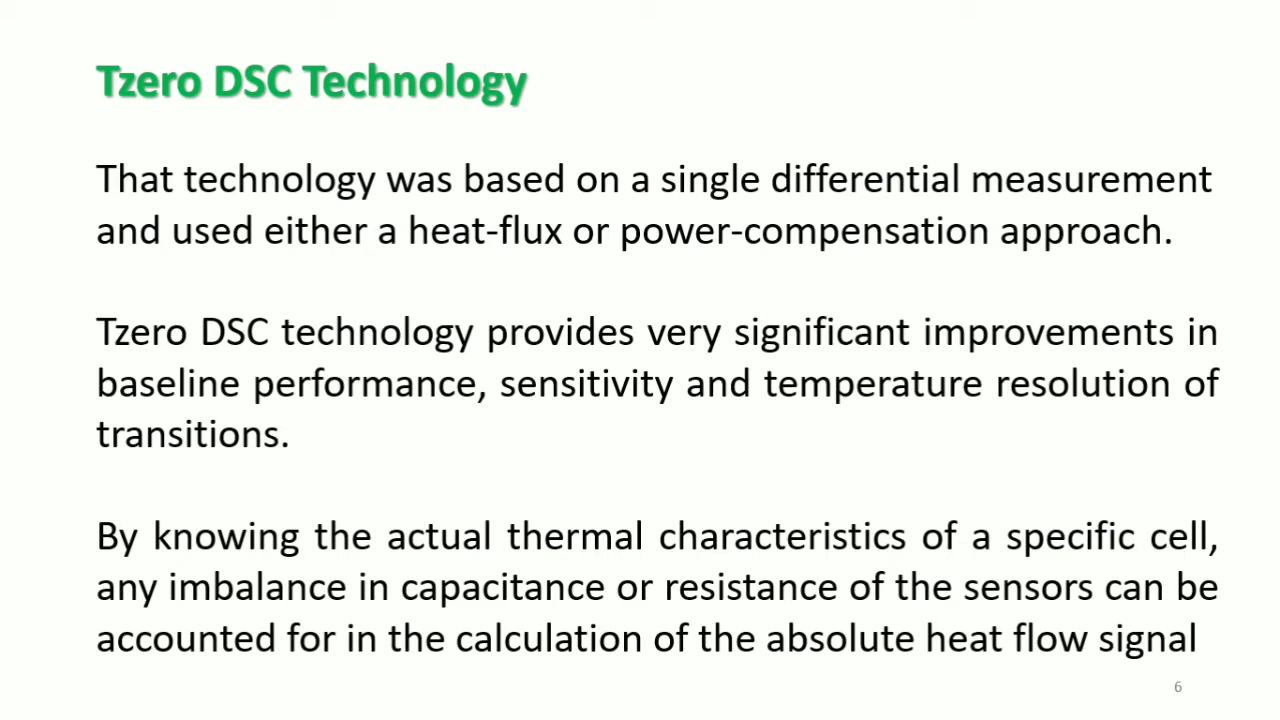 Tzero DSC Technology
That technology was based on a single differential measurement
and used either a heat-flux or power-compensation approach.
Tzero DSC technology provides very significant improvements in
baseline performance, sensitivity and temperature resolution of
transitions.
By knowing the actual thermal characteristics of a specific cell,
any imbalance in capacitance or resistance of the sensors can be
accounted for in the calculation of the absolute heat flow signal
6